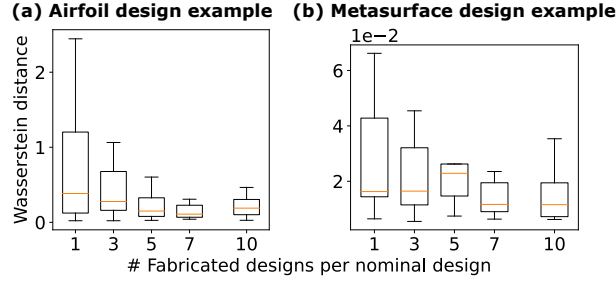 (a) Airfoil design example
(b) Metasurface design example
1e−2
Wasserstein distance
2
1
0
6
4
2
1 3 5 7 10
1 3 5 7 10
# Fabricated designs per nominal design